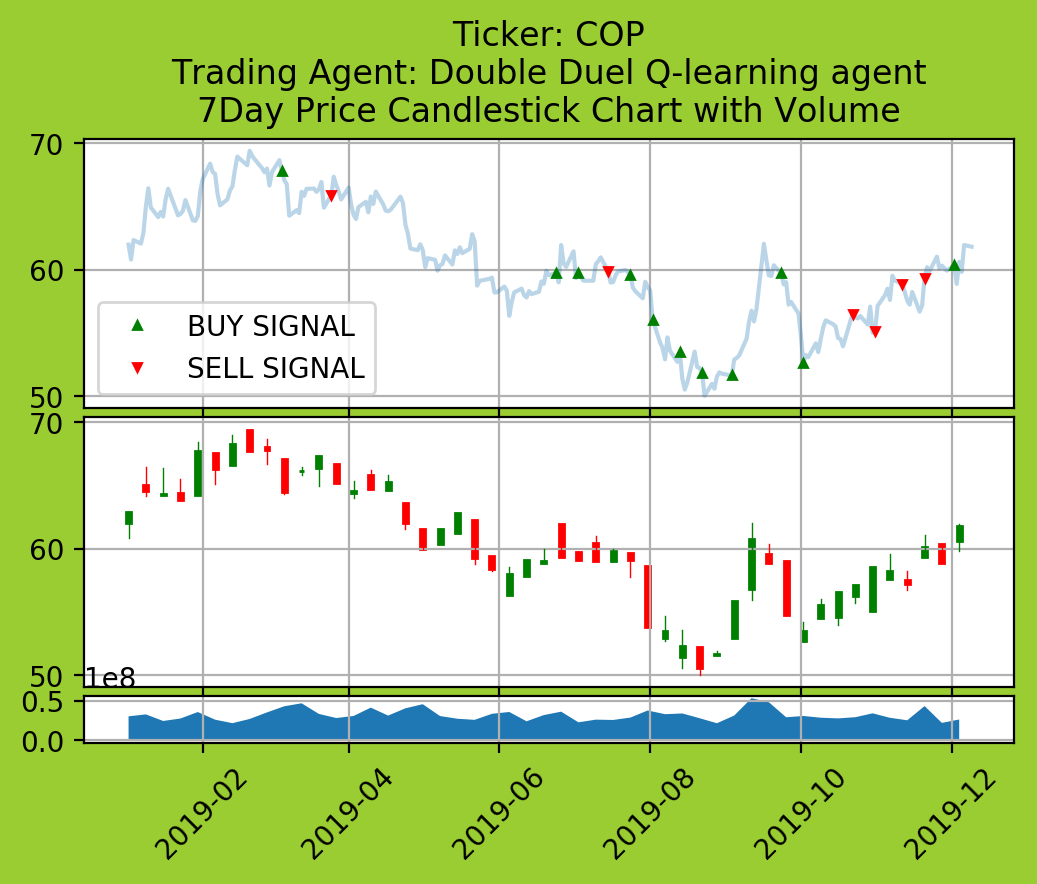 Ticker: COP
Trading Agent: Double Duel Q-learning agent
7Day Price Candlestick Chart with Volume
70
60
50
BUY SIGNAL
SELL SIGNAL
70
60
50
1e8
0.5
0.0
2019-02
2019-04
2019-06
2019-08
2019-10
2019-12